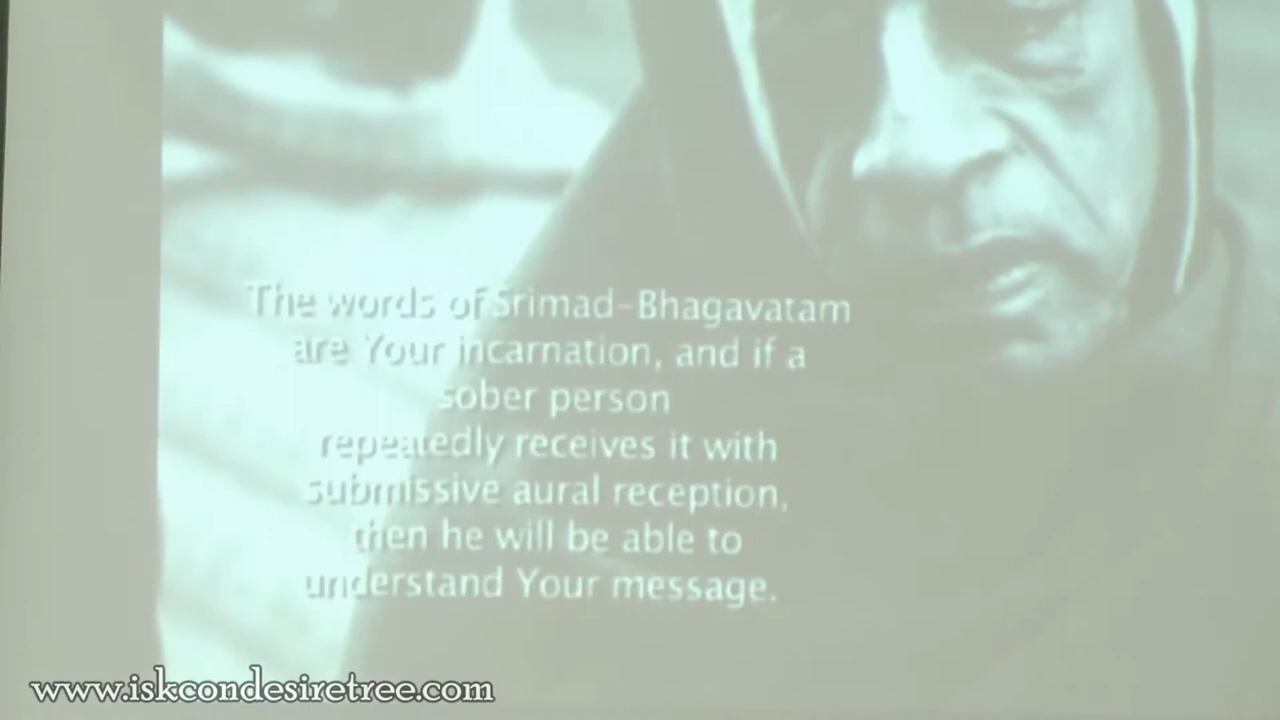 The words of Srimad-Bhagavatam
are Your incarnation, and if a
sober person
repeatedly receives it with
submissive aural reception,
then he will be able to
understand Your message.
www.iskcondesiretree.com